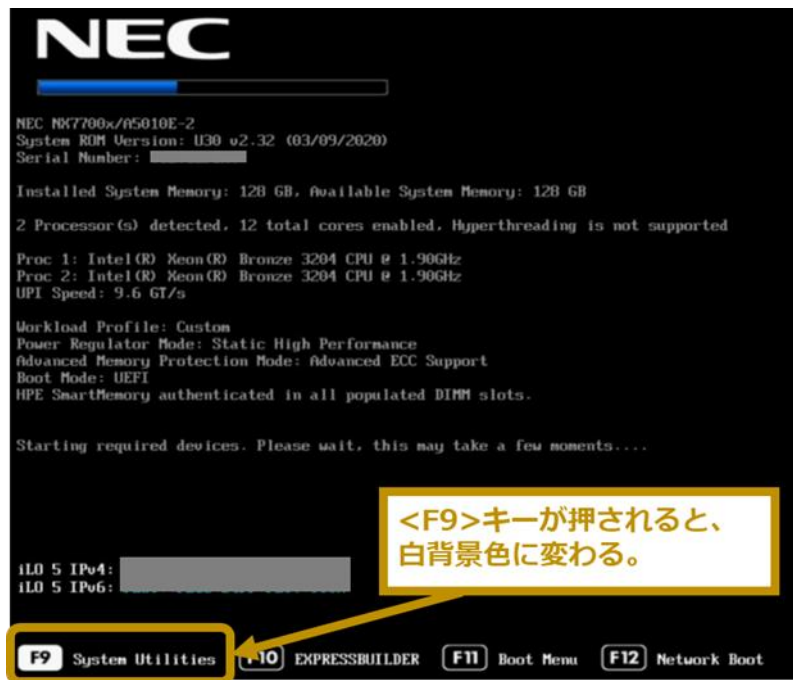 NEC
NEC NX7700x/A5010E-2
System ROM Version: U30 v2.32 (03/09/2020)
Serial Number:
Installed System Memory: 128 GB, Available System Memory: 128 GB
2 Processor(s) detected, 12 total cores enabled, Hyperthreading is not supported
Proc 1: Intel(R) Xeon(R) Bronze 3204 CPU @ 1.90GHz
Proc 2: Intel(R) Xeon(R) Bronze 3204 CPU @ 1.90GHz
UPI Speed: 9.6 GT/s
Workload Profile: Custom
Power Regulator Mode: Static High Performance
Advanced Memory Protection Mode: Advanced ECC Support
Boot Mode: UEFI
HPE SmartMemory authenticated in all populated DIMM slots.
Starting required devices. Please wait, this may take a few moments....
<F9>キーが押されると、
白背景色に変わる。
iLO 5 IPv4:
iLO 5 IPv6:
F9 System Utilities F10 EXPRESSBUILDER F11 Boot Menu F12 Network Boot